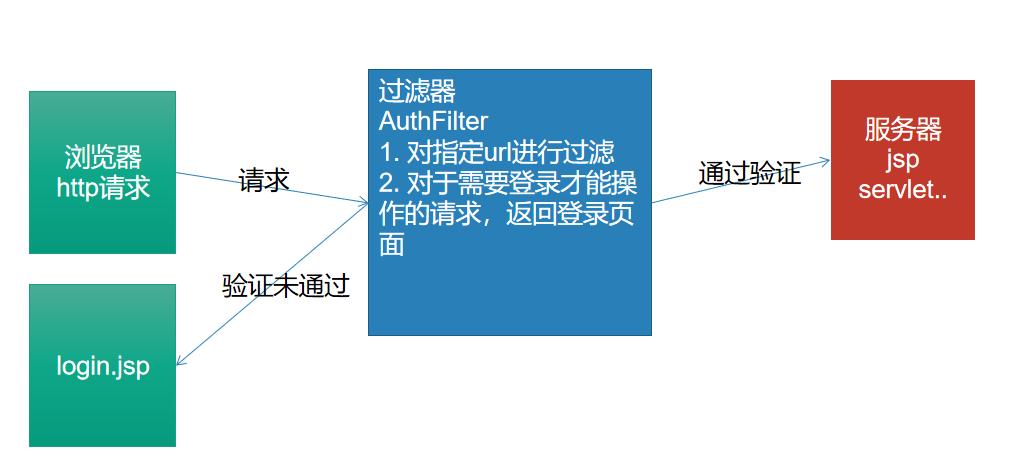 浏览器
http请求
请求
过滤器
AuthFilter
1. 对指定url进行过滤
2. 对于需要登录才能操
作的请求，返回登录页
面
通过验证
服务器
jsp
servlet..
验证未通过
login.jsp